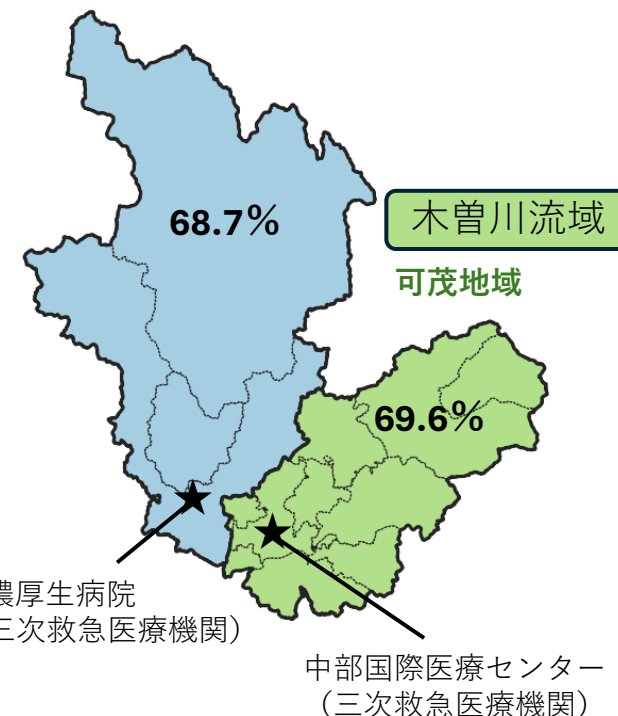 68.7%
木曽川流域
可茂地域
69.6%
濃厚生病院
三次救急医療機関）
中部国際医療センター
（三次救急医療機関）